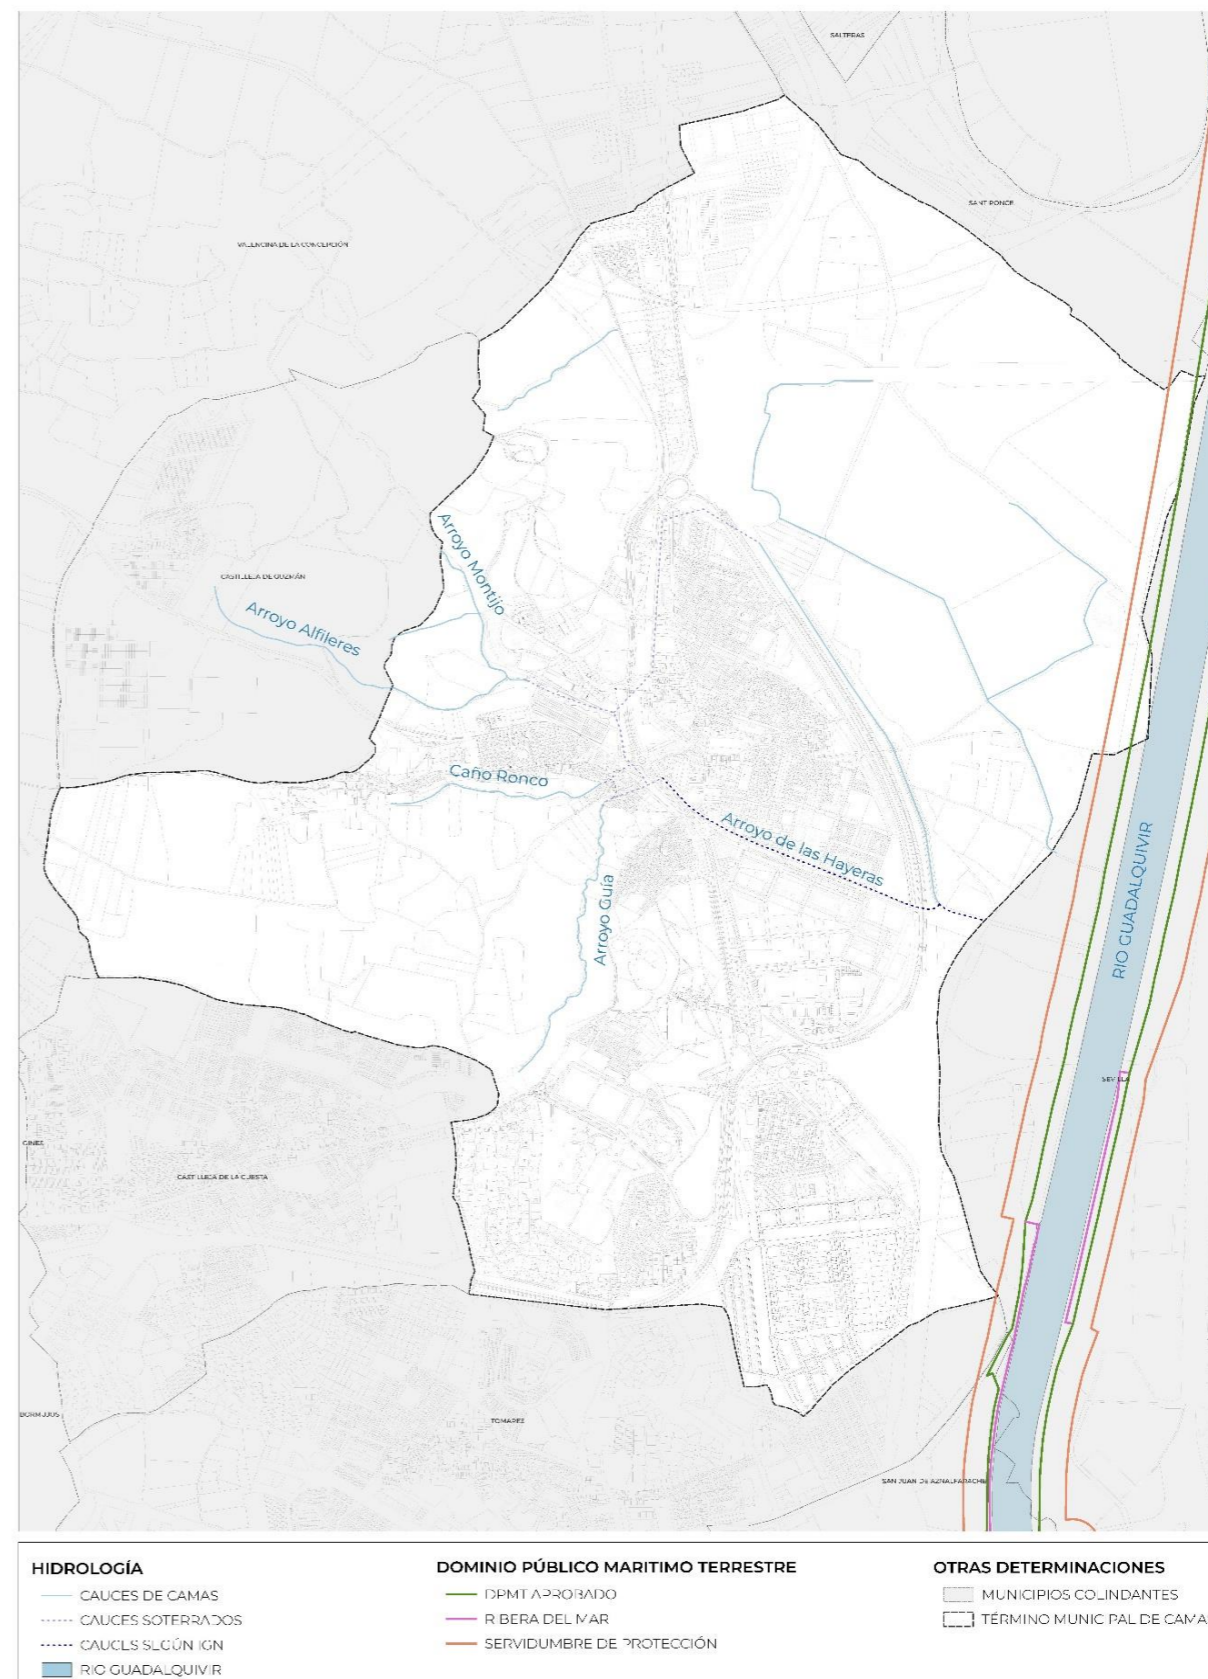 SALTERAS
SANTIPONCE
VALENCINA DE LA CONCEPCIÓN
Arroyo Montijo
CASTILLEJA DE GUZMÁN
Arroyo Alfileres
Caño Ronco
Arroyo de las Hayeras
Arroyo Guía
RIO GUADALQUIVIR
SEVILLA
GINES
CASTILLEJA DE LA CUESTA
BORMUJOS
TOMARES
SAN JUAN DE AZNALFARACHE
HIDROLOGÍA
CAUCES DE CAMAS
CAUCES SOTERRADOS
CAUCES SEGÚN IGN
RIO GUADALQUIVIR
DOMINIO PÚBLICO MARITIMO TERRESTRE
DPMT APROBADO
RIBERA DEL MAR
SERVIDUMBRE DE PROTECCIÓN
OTRAS DETERMINACIONES
MUNICIPIOS COLINDANTES
TÉRMINO MUNICIPAL DE CAMA